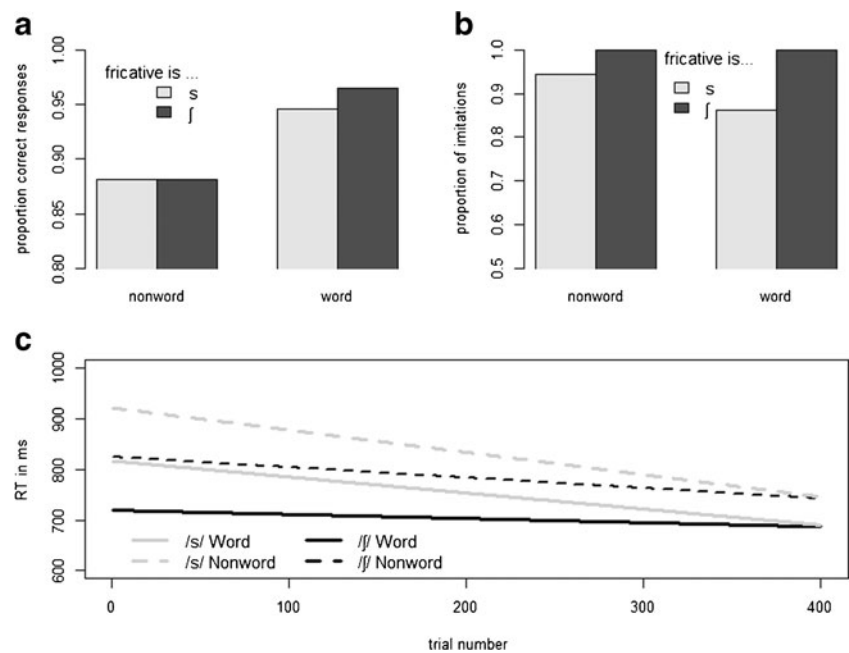 a
proportion correct responses
1.00
0.95
0.90
0.85
0.80
fricative is ...
s
ʃ
nonword word
b
proportion of imitations
1.0
0.9
0.8
0.7
0.6
0.5
fricative is...
s
ʃ
nonword word
c
RT in ms
1000
900
800
700
600
/s/ Word /ʃ/ Word
/s/ Nonword /ʃ/ Nonword
0 100 200 300 400
trial number